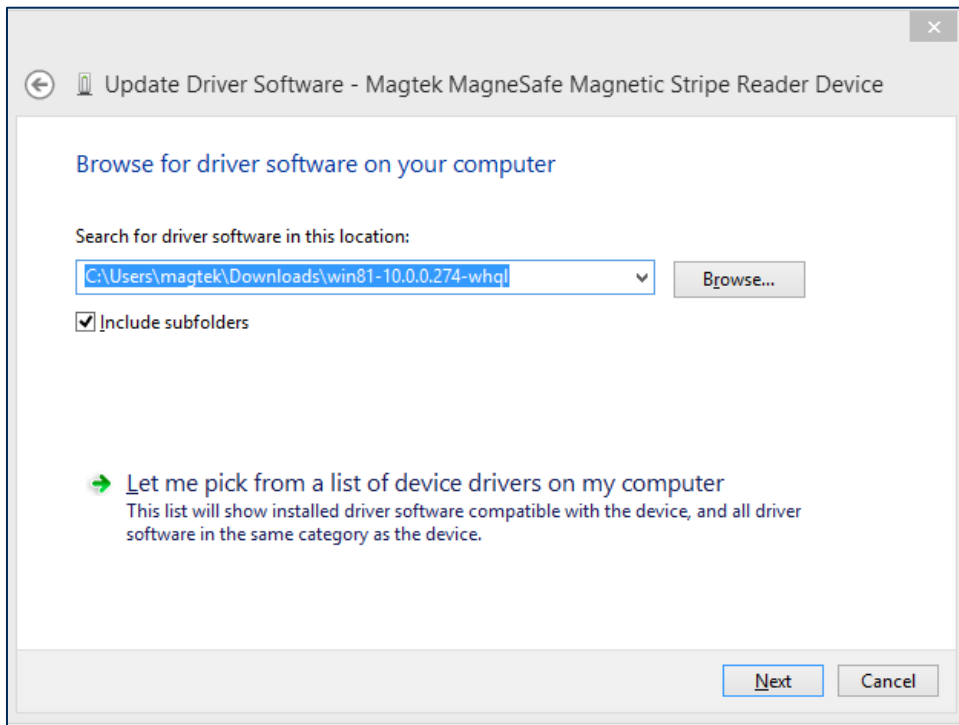 Update Driver Software - Magtek MagneSafe Magnetic Stripe Reader Device
Browse for driver software on your computer
Search for driver software in this location:
C:\Users\magtek\Downloads\win81-10.0.0.274-whql
Browse...
Include subfolders
Let me pick from a list of device drivers on my computer
This list will show installed driver software compatible with the device, and all driver
software in the same category as the device.
Next
Cancel